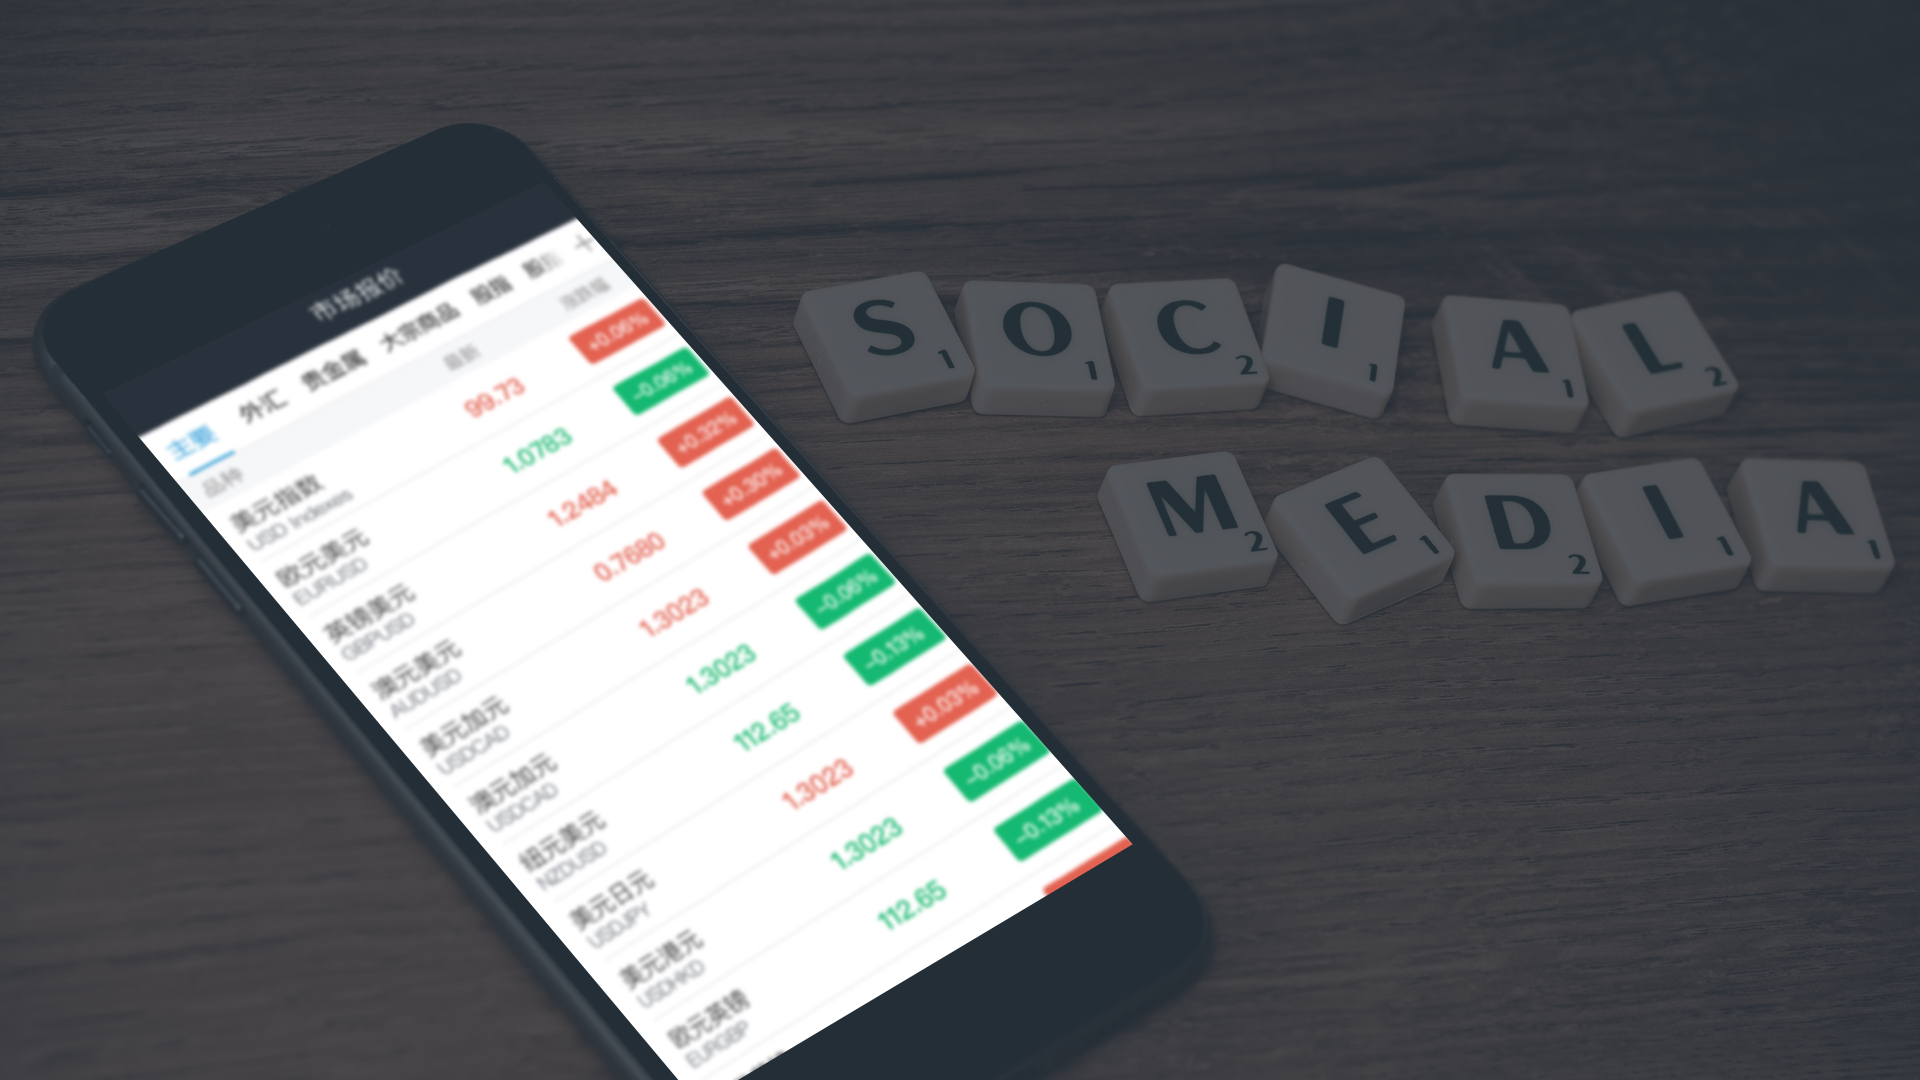 市场报价
主要 外汇 贵金属 大宗商品 股指 股 +
品种 最新 涨跌幅
美元指数 99.73 +0.06%
USD Indexes
欧元美元 1.0783 -0.06%
EURUSD
英镑美元 1.2484 +0.32%
GBPUSD
澳元美元 0.7680 +0.30%
AUDUSD
美元加元 1.3023 +0.03%
USDCAD
澳元加元 1.3023 -0.06%
USDCAD
纽元美元 112.65 -0.13%
NZDUSD
美元日元 1.3023 +0.03%
USDJPY
美元港元 1.3023 -0.06%
USDHKD
欧元英镑 112.65 -0.13%
EURGBP
S1 O1 C2 I1 A1 L2
M2 E1 D2 I1 A1